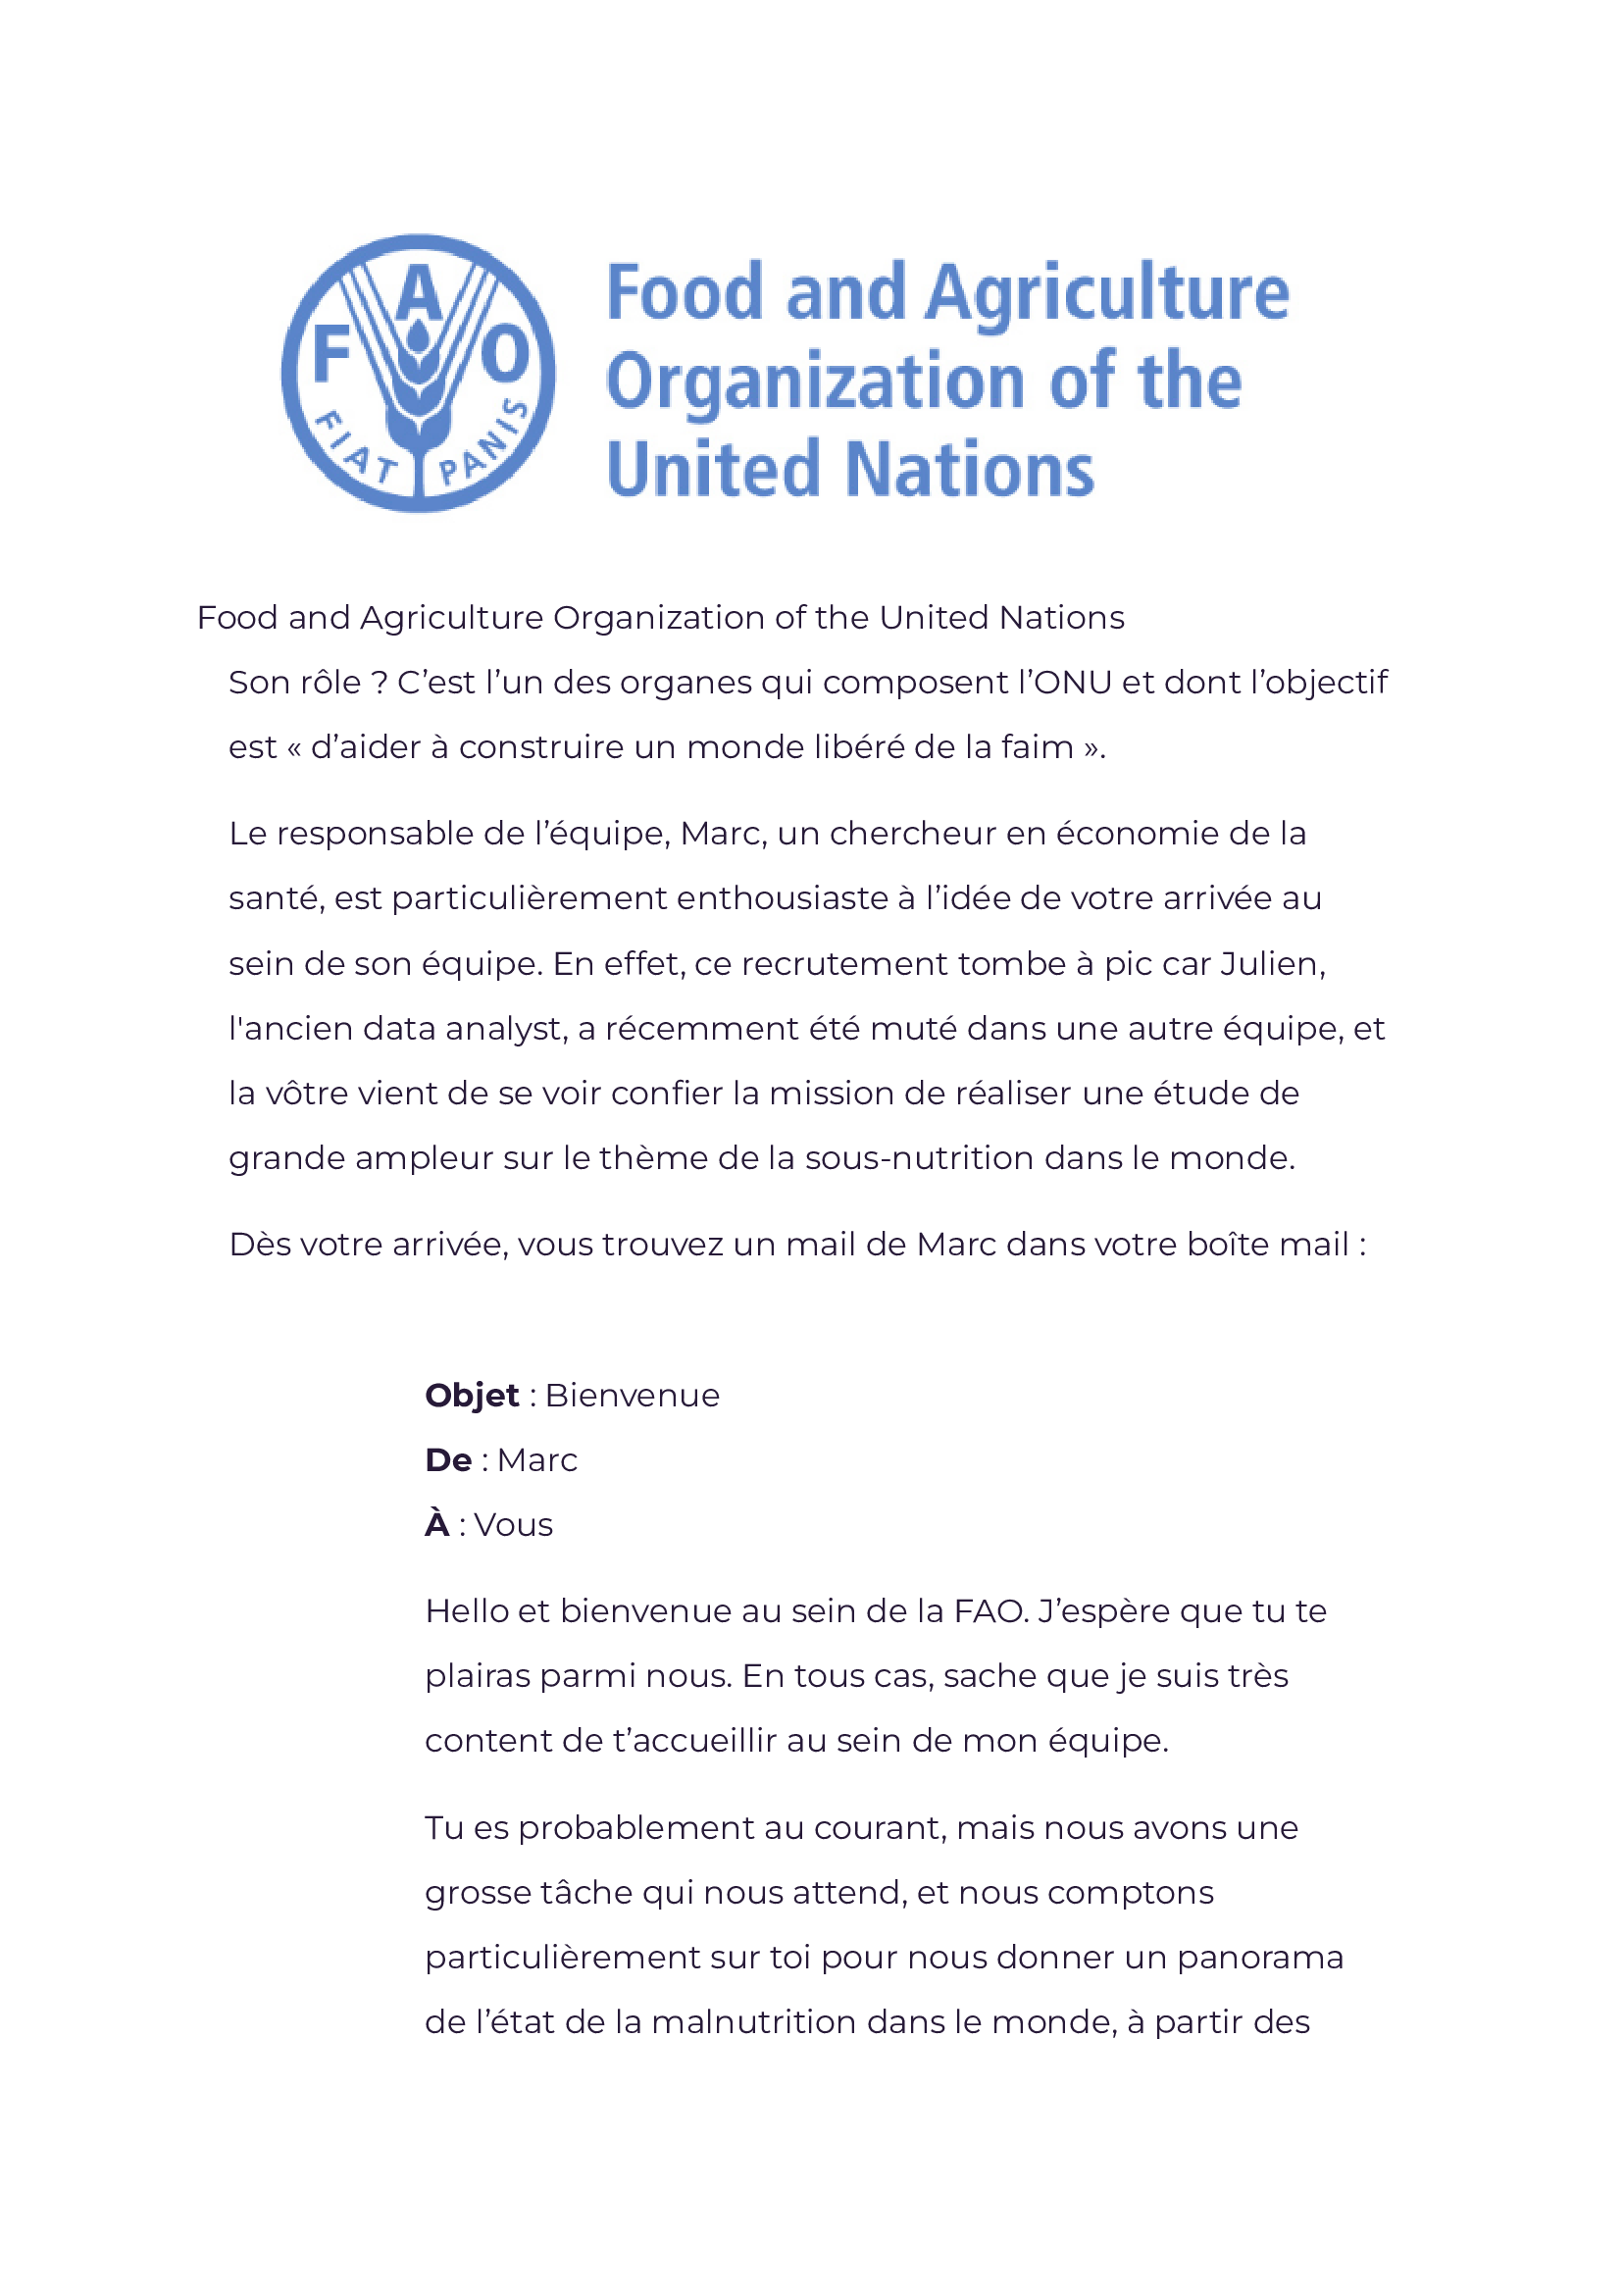 F A O
FIAT PANIS
Food and Agriculture
Organization of the
United Nations
Food and Agriculture Organization of the United Nations
Son rôle ? C’est l’un des organes qui composent l’ONU et dont l’objectif
est « d’aider à construire un monde libéré de la faim ».
Le responsable de l’équipe, Marc, un chercheur en économie de la
santé, est particulièrement enthousiaste à l’idée de votre arrivée au
sein de son équipe. En effet, ce recrutement tombe à pic car Julien,
l'ancien data analyst, a récemment été muté dans une autre équipe, et
la vôtre vient de se voir confier la mission de réaliser une étude de
grande ampleur sur le thème de la sous-nutrition dans le monde.
Dès votre arrivée, vous trouvez un mail de Marc dans votre boîte mail :
Objet : Bienvenue
De : Marc
À : Vous
Hello et bienvenue au sein de la FAO. J’espère que tu te
plairas parmi nous. En tous cas, sache que je suis très
content de t’accueillir au sein de mon équipe.
Tu es probablement au courant, mais nous avons une
grosse tâche qui nous attend, et nous comptons
particulièrement sur toi pour nous donner un panorama
de l’état de la malnutrition dans le monde, à partir des